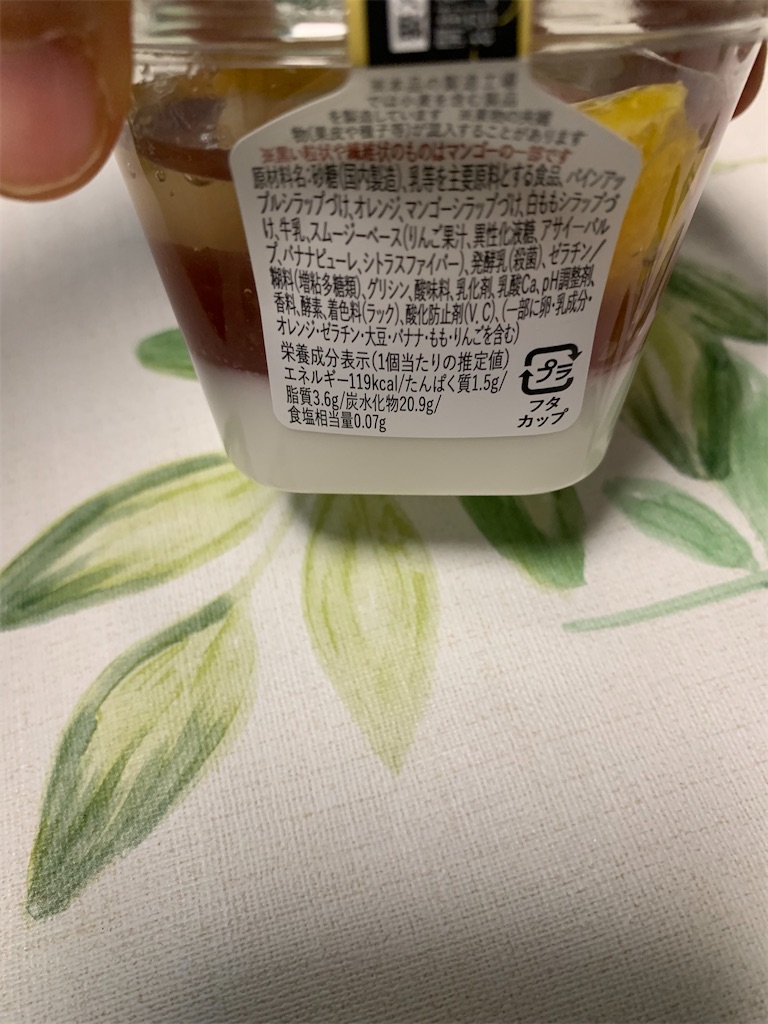 ※本品の製造工場
では小麦を含む製品
を製造しています ※果物の夾雑
物(果皮や種子等)が混入することがあります
※黒い粒状や繊維状のものはマンゴーの一部です
原材料名:砂糖(国内製造)、乳等を主要原料とする食品、パインアッ
プルシラップづけ、オレンジ、マンゴーシラップづけ、白ももシラップづ
け、牛乳、スムージーベース(りんご果汁、異性化液糖、アサイーパル
プ、バナナピューレ、シトラスファイバー)、発酵乳(殺菌)、ゼラチン/
糊料(増粘多糖類)、グリシン、酸味料、乳化剤、乳酸Ca、pH調整剤、
香料、酵素、着色料(ラック)、酸化防止剤(V.C)、(一部に卵・乳成分・
オレンジ・ゼラチン・大豆・バナナ・もも・りんごを含む)
栄養成分表示(1個当たりの推定値)
エネルギー119kcal/たんぱく質1.5g/
脂質3.6g/炭水化物20.9g/
食塩相当量0.07g
プラ
フタ
カップ